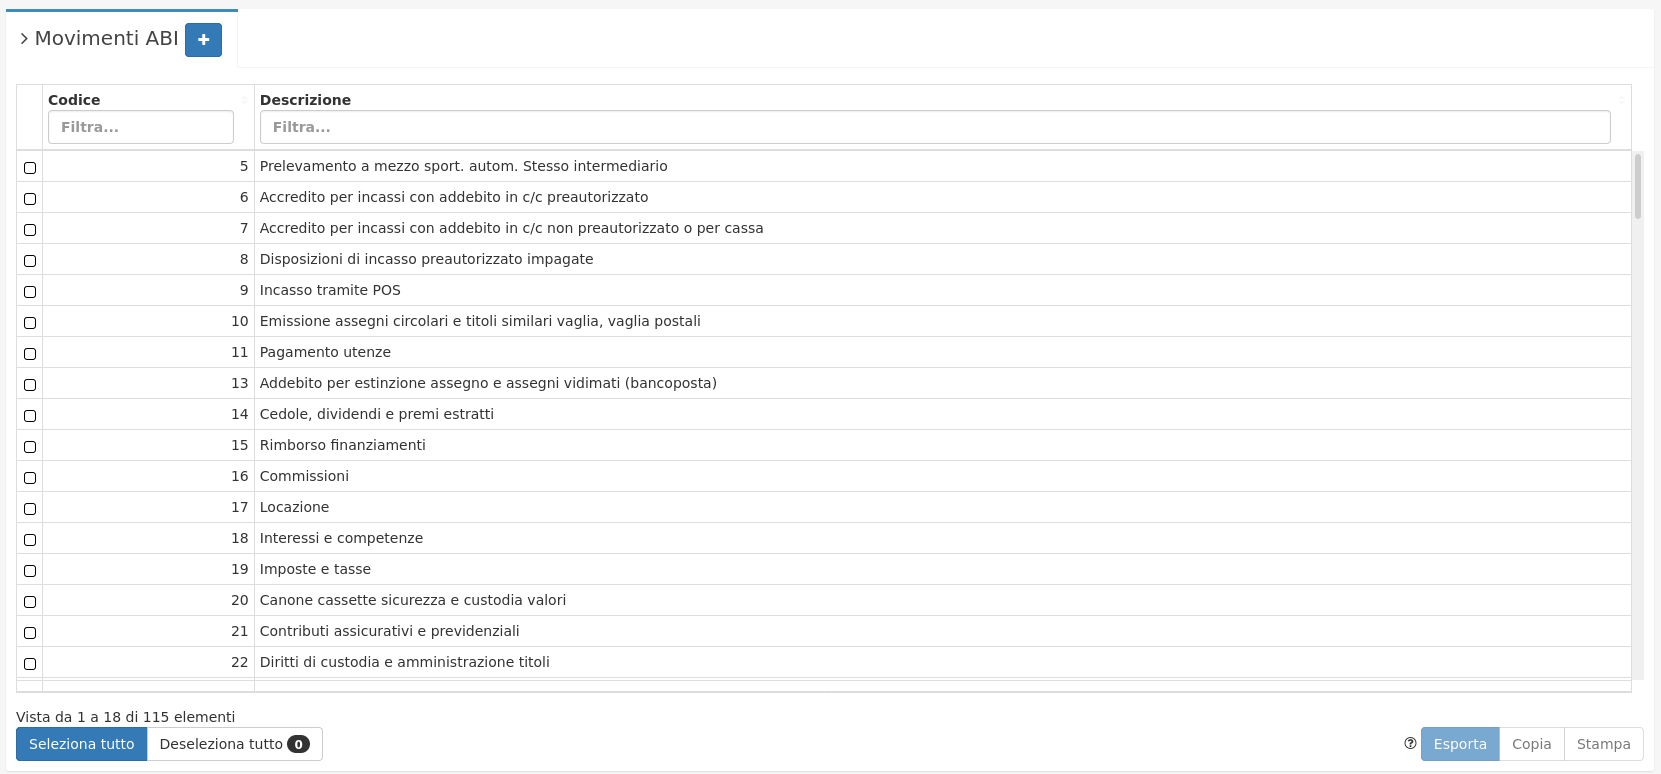 Movimenti ABI
Codice Descrizione
Filtra... Filtra...
5 Prelevamento a mezzo sport. autom. Stesso intermediario
6 Accredito per incassi con addebito in c/c preautorizzato
7 Accredito per incassi con addebito in c/c non preautorizzato o per cassa
8 Disposizioni di incasso preautorizzato impagate
9 Incasso tramite POS
10 Emissione assegni circolari e titoli similari vaglia, vaglia postali
11 Pagamento utenze
13 Addebito per estinzione assegno e assegni vidimati (bancoposta)
14 Cedole, dividendi e premi estratti
15 Rimborso finanziamenti
16 Commissioni
17 Locazione
18 Interessi e competenze
19 Imposte e tasse
20 Canone cassette sicurezza e custodia valori
21 Contributi assicurativi e previdenziali
22 Diritti di custodia e amministrazione titoli
Vista da 1 a 18 di 115 elementi
Seleziona tutto Deseleziona tutto 0 Esporta Copia Stampa